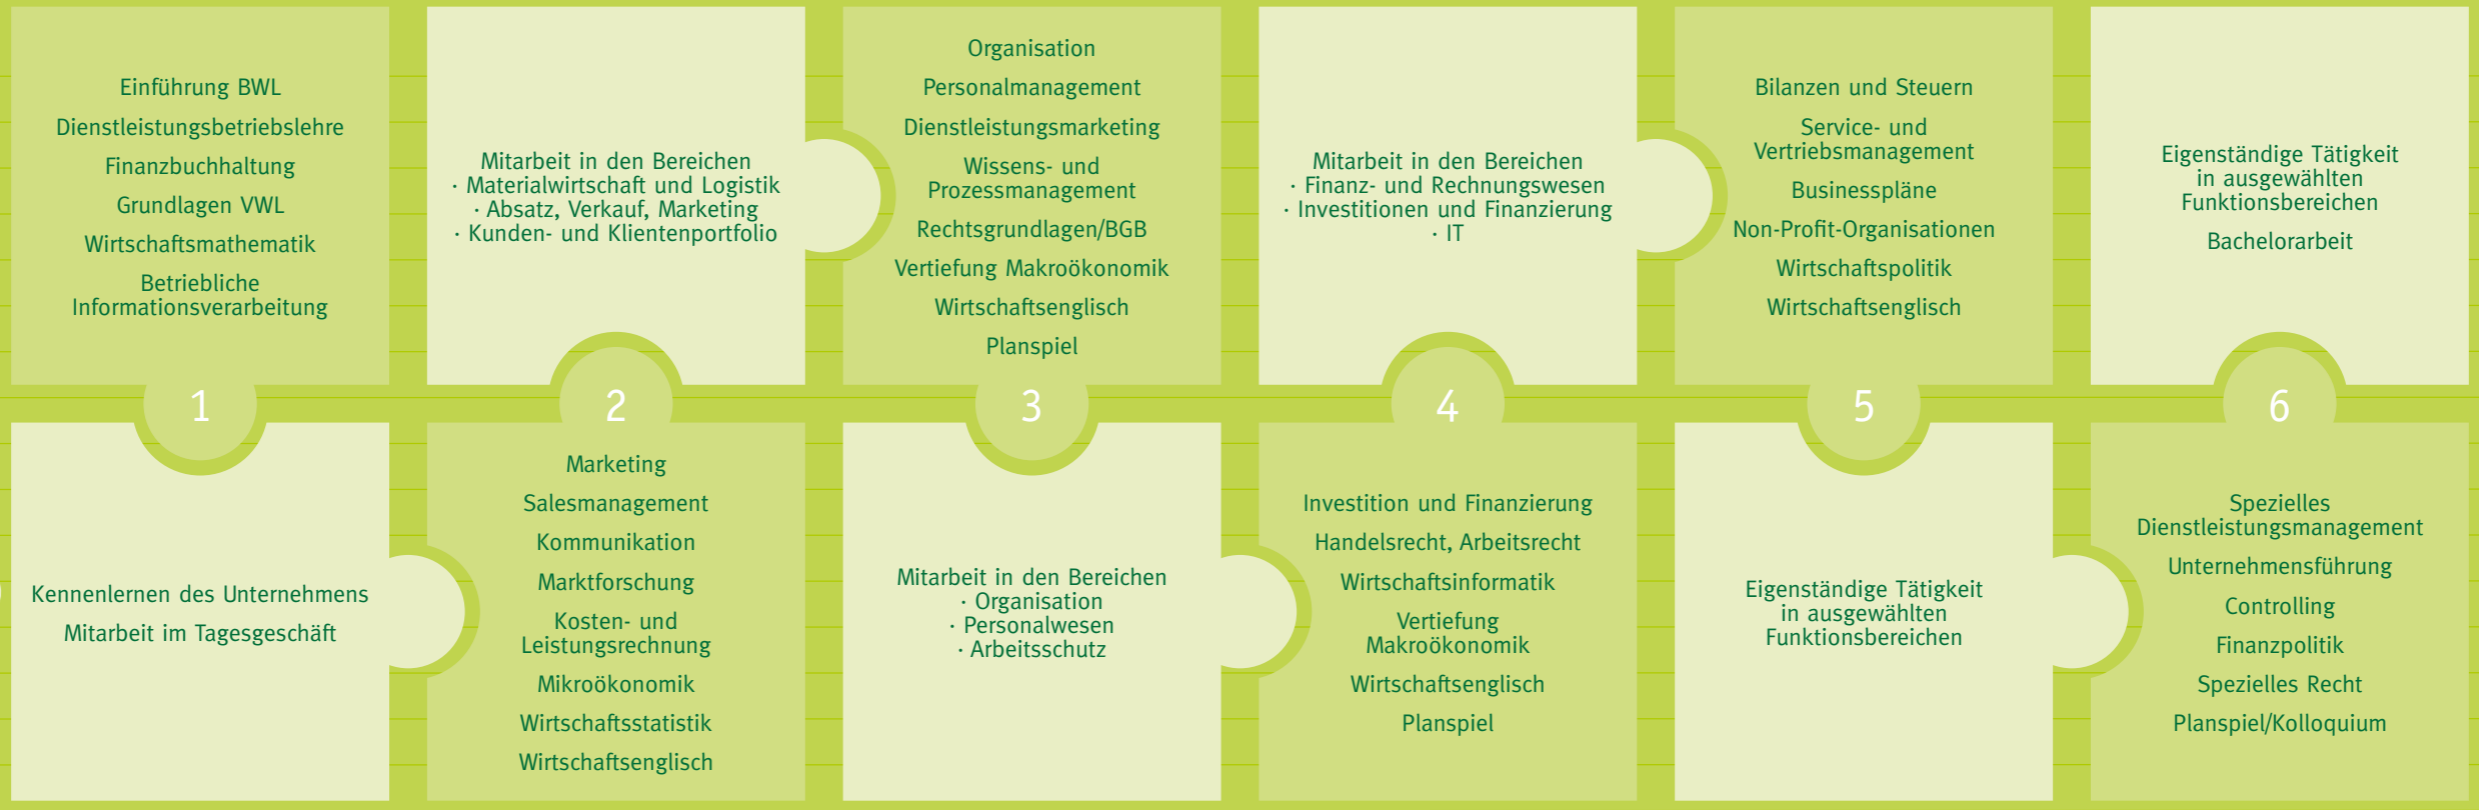 Einführung BWL
Dienstleistungsbetriebslehre
Finanzbuchhaltung
Grundlagen VWL
Wirtschaftsmathematik
Betriebliche
Informationsverarbeitung
1
Kennenlernen des Unternehmens
Mitarbeit im Tagesgeschäft
Mitarbeit in den Bereichen
· Materialwirtschaft und Logistik
· Absatz, Verkauf, Marketing
· Kunden- und Klientenportfolio
2
Marketing
Salesmanagement
Kommunikation
Marktforschung
Kosten- und
Leistungsrechnung
Mikroökonomik
Wirtschaftsstatistik
Wirtschaftsenglisch
Organisation
Personalmanagement
Dienstleistungsmarketing
Wissens- und
Prozessmanagement
Rechtsgrundlagen/BGB
Vertiefung Makroökonomik
Wirtschaftsenglisch
Planspiel
3
Mitarbeit in den Bereichen
· Organisation
· Personalwesen
· Arbeitsschutz
Mitarbeit in den Bereichen
· Finanz- und Rechnungswesen
· Investitionen und Finanzierung
· IT
4
Investition und Finanzierung
Handelsrecht, Arbeitsrecht
Wirtschaftsinformatik
Vertiefung
Makroökonomik
Wirtschaftsenglisch
Planspiel
Bilanzen und Steuern
Service- und
Vertriebsmanagement
Businesspläne
Non-Profit-Organisationen
Wirtschaftspolitik
Wirtschaftsenglisch
5
Eigenständige Tätigkeit
in ausgewählten
Funktionsbereichen
Eigenständige Tätigkeit
in ausgewählten
Funktionsbereichen
Bachelorarbeit
6
Spezielles
Dienstleistungsmanagement
Unternehmensführung
Controlling
Finanzpolitik
Spezielles Recht
Planspiel/Kolloquium